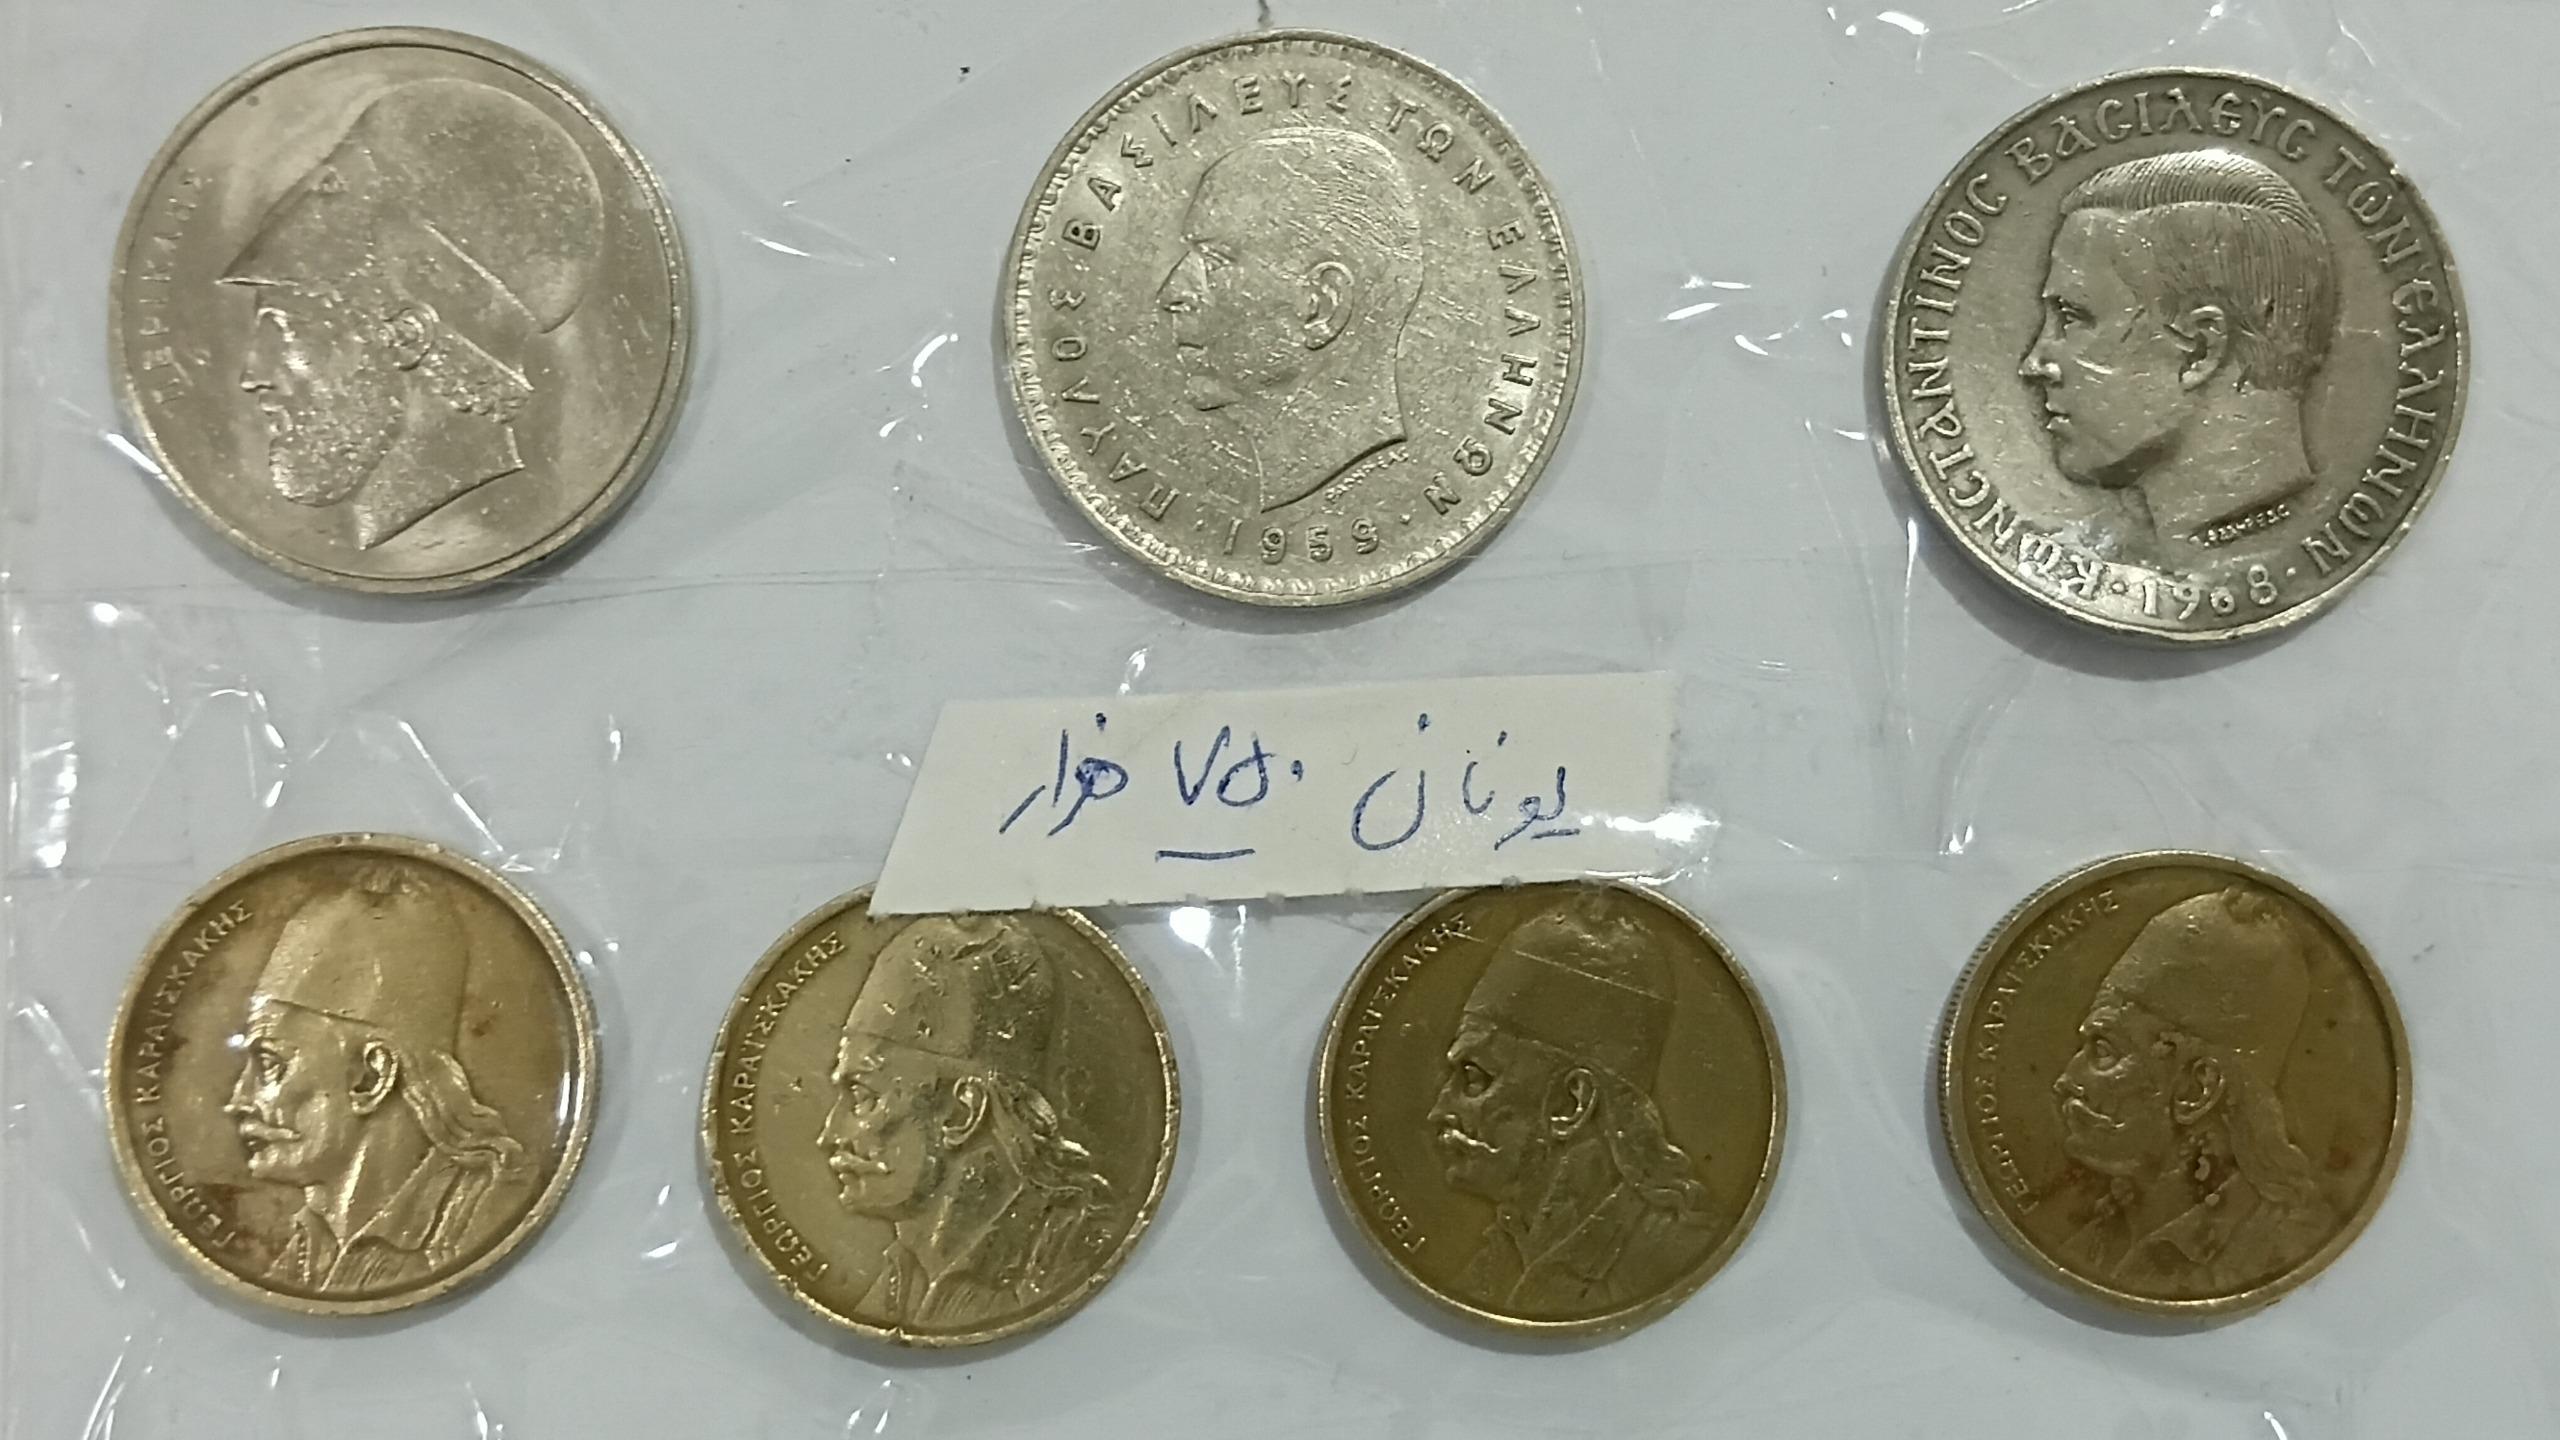 ΠΕΡΙΚΛΗΣ
ΠΑΥΛΟΣ ΒΑΣΙΛΕΥΣ ΤΩΝ ΕΛΛΗΝΩΝ
· 1959 ·
ΚΩΝCΤΑΝΤΙΝΟC ΒΑCΙΛΕΥC ΤΩΝ ΕΛΛΗΝΩΝ
· 1968 ·
یونان ۷۵۰ هزار
ΓΕΩΡΓΙΟΣ ΚΑΡΑΪΣΚΑΚΗΣ
ΓΕΩΡΓΙΟΣ ΚΑΡΑΪΣΚΑΚΗΣ
ΓΕΩΡΓΙΟΣ ΚΑΡΑΪΣΚΑΚΗΣ
ΓΕΩΡΓΙΟΣ ΚΑΡΑΪΣΚΑΚΗΣ